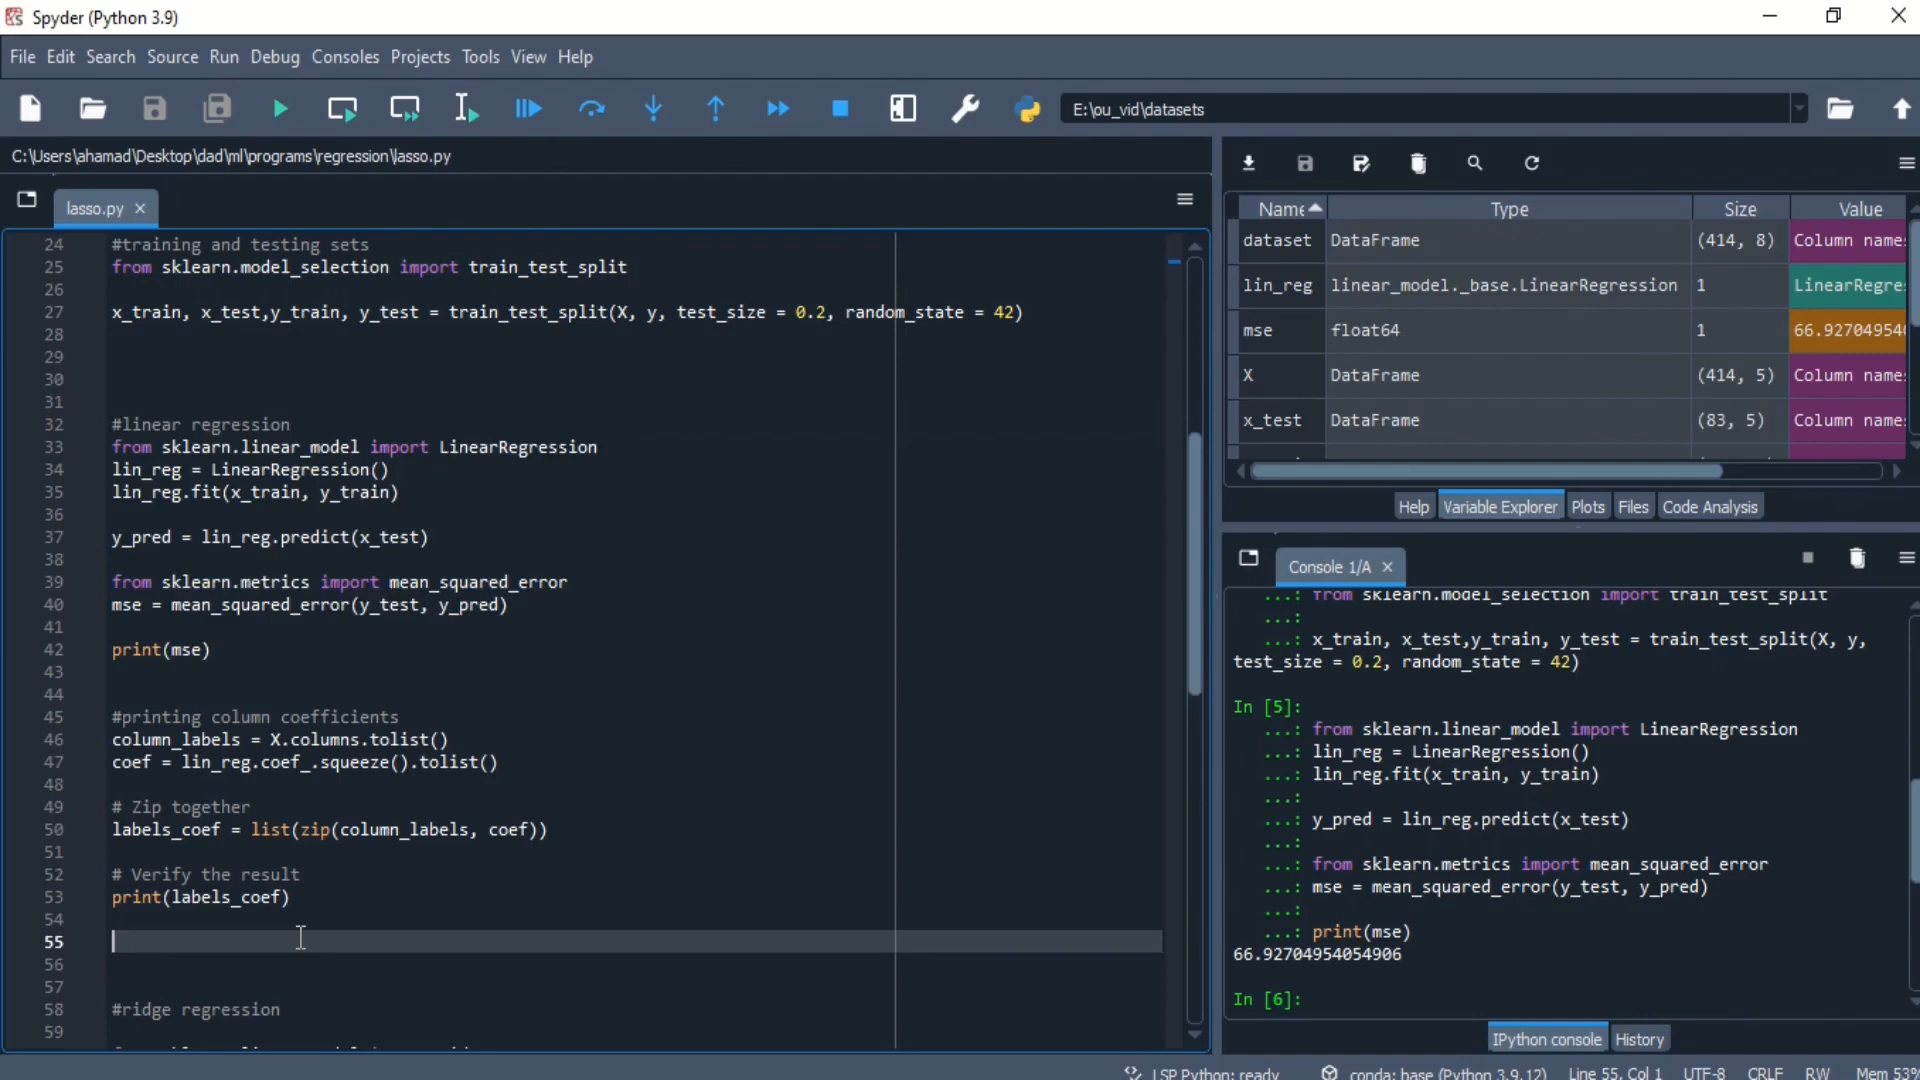 Spyder (Python 3.9)
File Edit Search Source Run Debug Consoles Projects Tools View Help
E:\ou_vid\datasets
C:\Users\ahamad\Desktop\dad\ml\programs\regression\lasso.py
lasso.py
24 #training and testing sets
25 from sklearn.model_selection import train_test_split
26
27 x_train, x_test,y_train, y_test = train_test_split(X, y, test_size = 0.2, random_state = 42)
28
29
30
31
32 #linear regression
33 from sklearn.linear_model import LinearRegression
34 lin_reg = LinearRegression()
35 lin_reg.fit(x_train, y_train)
36
37 y_pred = lin_reg.predict(x_test)
38
39 from sklearn.metrics import mean_squared_error
40 mse = mean_squared_error(y_test, y_pred)
41
42 print(mse)
43
44
45 #printing column coefficients
46 column_labels = X.columns.tolist()
47 coef = lin_reg.coef_.squeeze().tolist()
48
49 # Zip together
50 labels_coef = list(zip(column_labels, coef))
51
52 # Verify the result
53 print(labels_coef)
54
55
56
57
58 #ridge regression
59
Name Type Size Value
dataset DataFrame (414, 8) Column name
lin_reg linear_model._base.LinearRegression 1 LinearRegre
mse float64 1 66.92704954
X DataFrame (414, 5) Column name
x_test DataFrame (83, 5) Column name
Help Variable Explorer Plots Files Code Analysis
Console 1/A
...: from sklearn.model_selection import train_test_split
...:
...: x_train, x_test,y_train, y_test = train_test_split(X, y,
test_size = 0.2, random_state = 42)
In [5]:
...: from sklearn.linear_model import LinearRegression
...: lin_reg = LinearRegression()
...: lin_reg.fit(x_train, y_train)
...:
...: y_pred = lin_reg.predict(x_test)
...:
...: from sklearn.metrics import mean_squared_error
...: mse = mean_squared_error(y_test, y_pred)
...:
...: print(mse)
66.92704954054906
In [6]:
IPython console History
LSP Python: ready conda: base (Python 3.9.12) Line 55, Col 1 UTF-8 CRLF RW Mem 53%